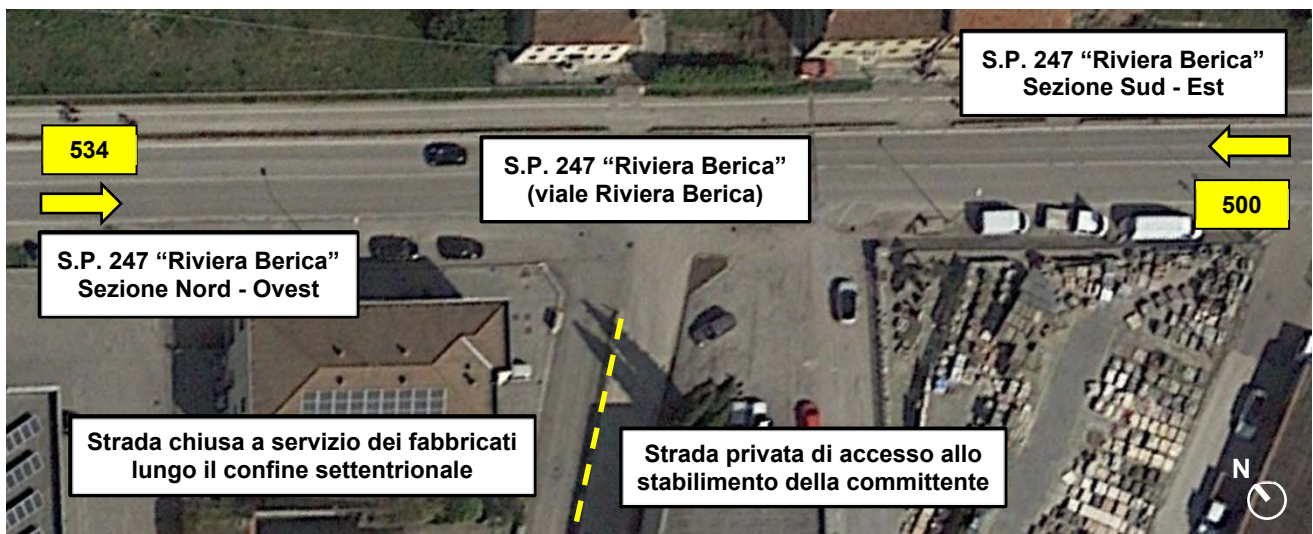 S.P. 247 “Riviera Berica”
Sezione Sud - Est
534
S.P. 247 “Riviera Berica”
(viale Riviera Berica)
500
S.P. 247 “Riviera Berica”
Sezione Nord - Ovest
Strada chiusa a servizio dei fabbricati
lungo il confine settentrionale
Strada privata di accesso allo
stabilimento della committente
N